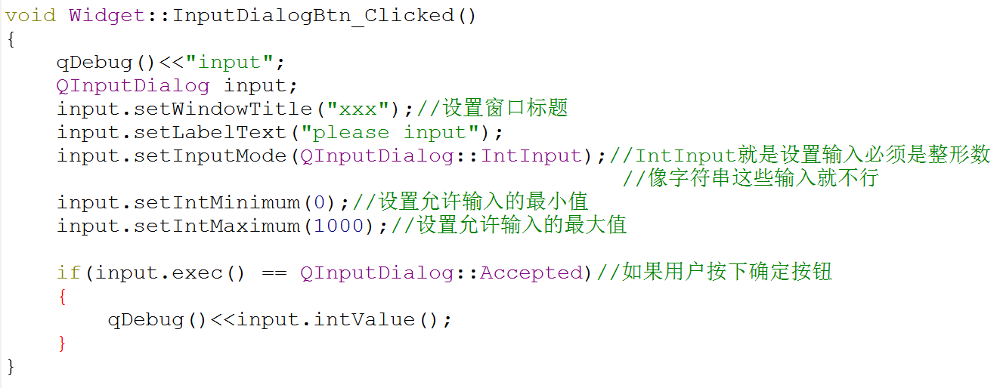 void Widget::InputDialogBtn_Clicked()
{
    qDebug()<<"input";
    QInputDialog input;
    input.setWindowTitle("xxx");//设置窗口标题
    input.setLabelText("please input");
    input.setInputMode(QInputDialog::IntInput);//IntInput就是设置输入必须是整形数
                                               //像字符串这些输入就不行
    input.setIntMinimum(0);//设置允许输入的最小值
    input.setIntMaximum(1000);//设置允许输入的最大值
    if(input.exec() == QInputDialog::Accepted)//如果用户按下确定按钮
    {
        qDebug()<<input.intValue();
    }
}